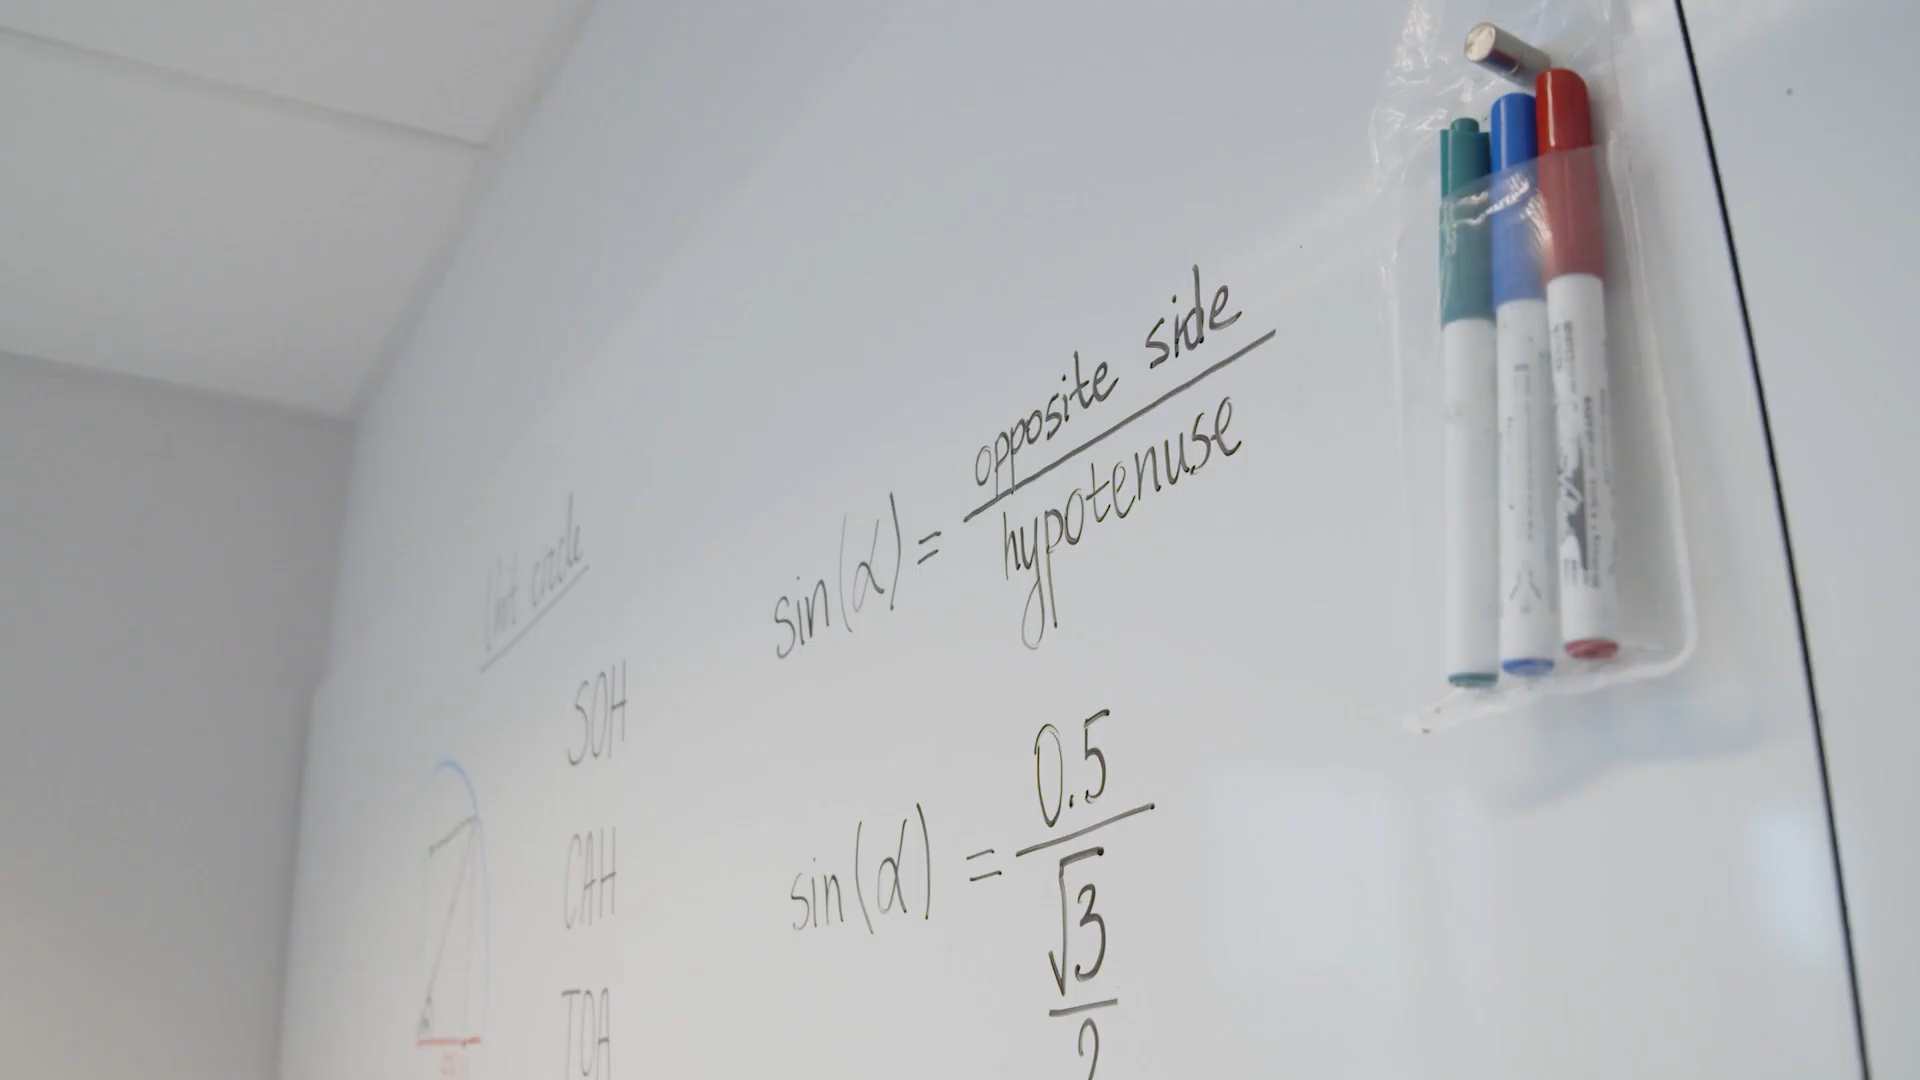 Unit circle
SOH
CAH
TOA
sin(α) = opposite side
hypotenuse
sin(α) = 0.5
√3
2